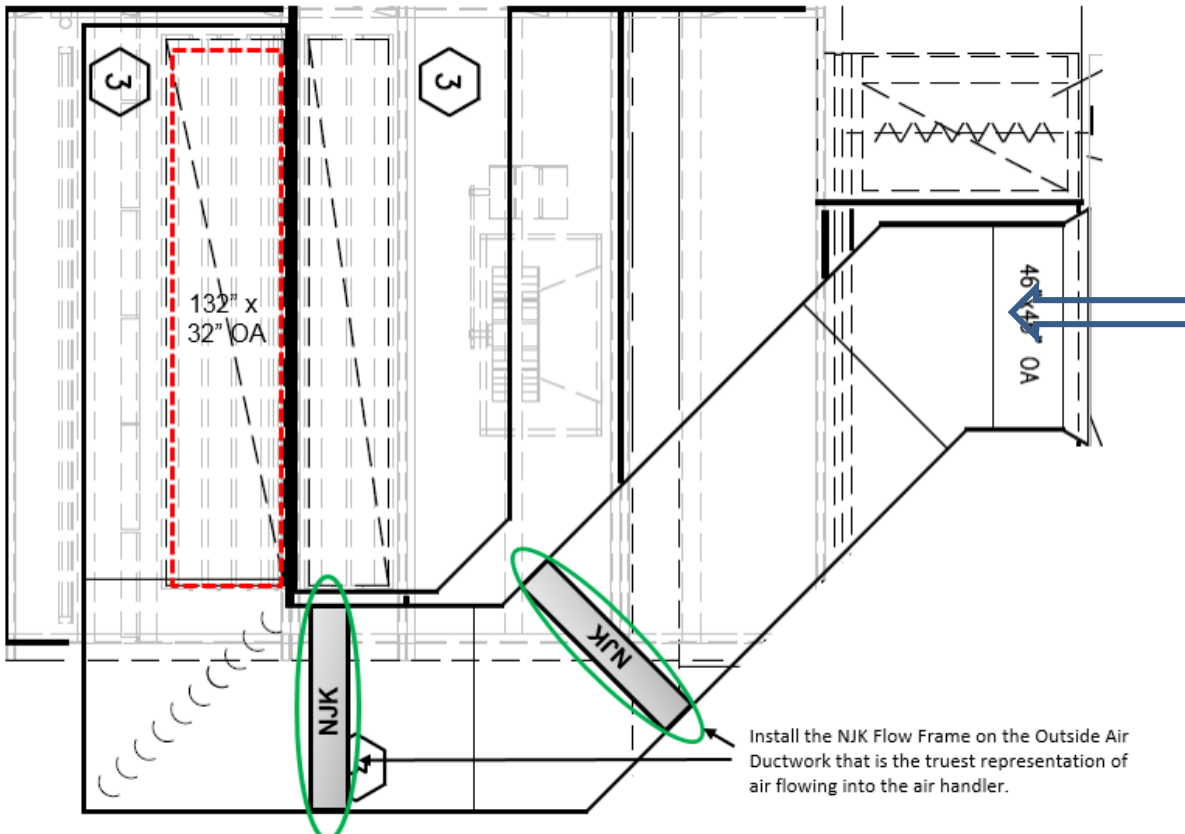 3
3
132" x
32" OA
OA
NJK
NJK
Install the NJK Flow Frame on the Outside Air
Ductwork that is the truest representation of
air flowing into the air handler.